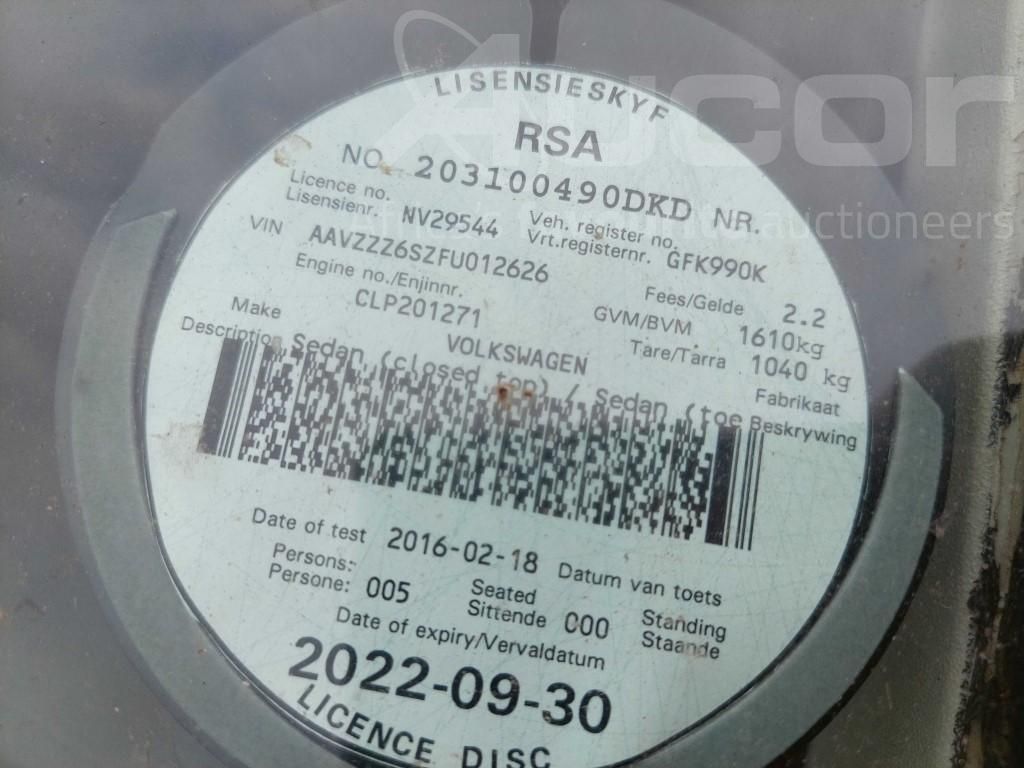 Aucor
auctioneers
LISENSIESKYF
RSA
NO. 203100490DKD NR.
Licence no. Lisensienr. NV29544 Veh. register no. Vrt.registernr. GFK990K
VIN AAVZZZ6SZFU012626 Fees/Gelde 2.2
Engine no./Enjinnr. CLP201271 GVM/BVM 1610kg
Tare/Tarra 1040 kg
Make VOLKSWAGEN Fabrikaat
Description Sedan (closed top) / Sedan (toe Beskrywing
Date of test 2016-02-18 Datum van toets
Persons: Persone: 005 Seated Sittende 000 Standing Staande
Date of expiry/Vervaldatum
2022-09-30
LICENCE DISC